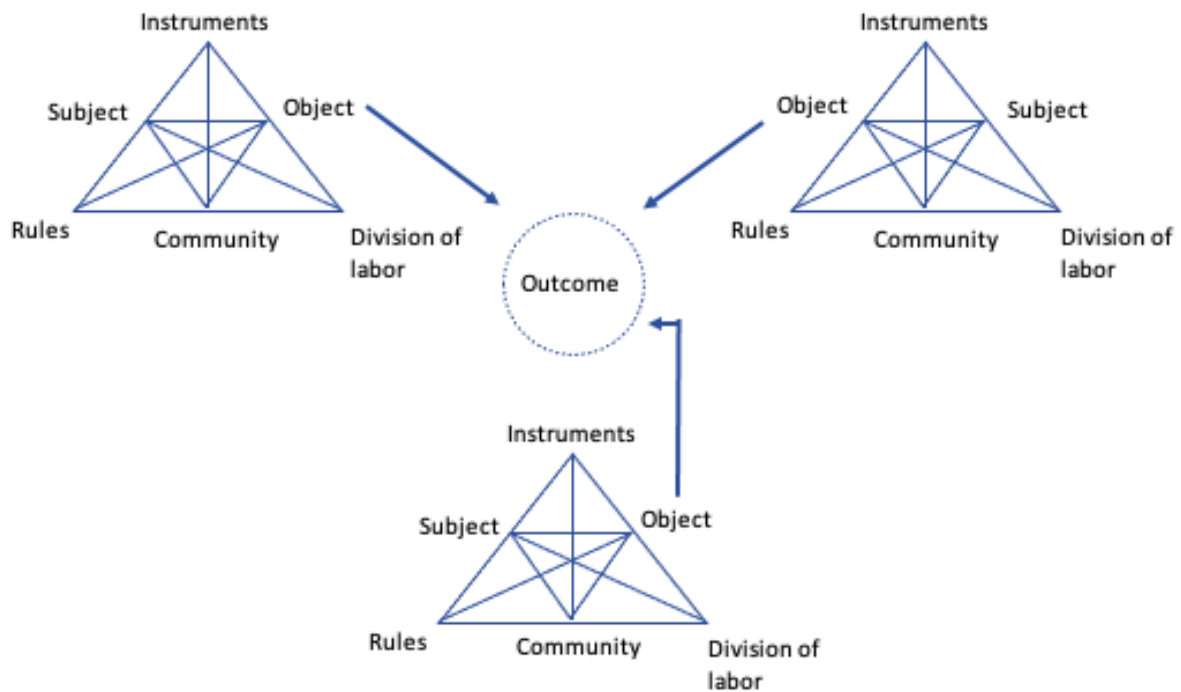 Instruments
Subject
Object
Rules
Community
Division of
labor
Instruments
Object
Subject
Rules
Community
Division of
labor
Outcome
Instruments
Subject
Object
Rules
Community
Division of
labor